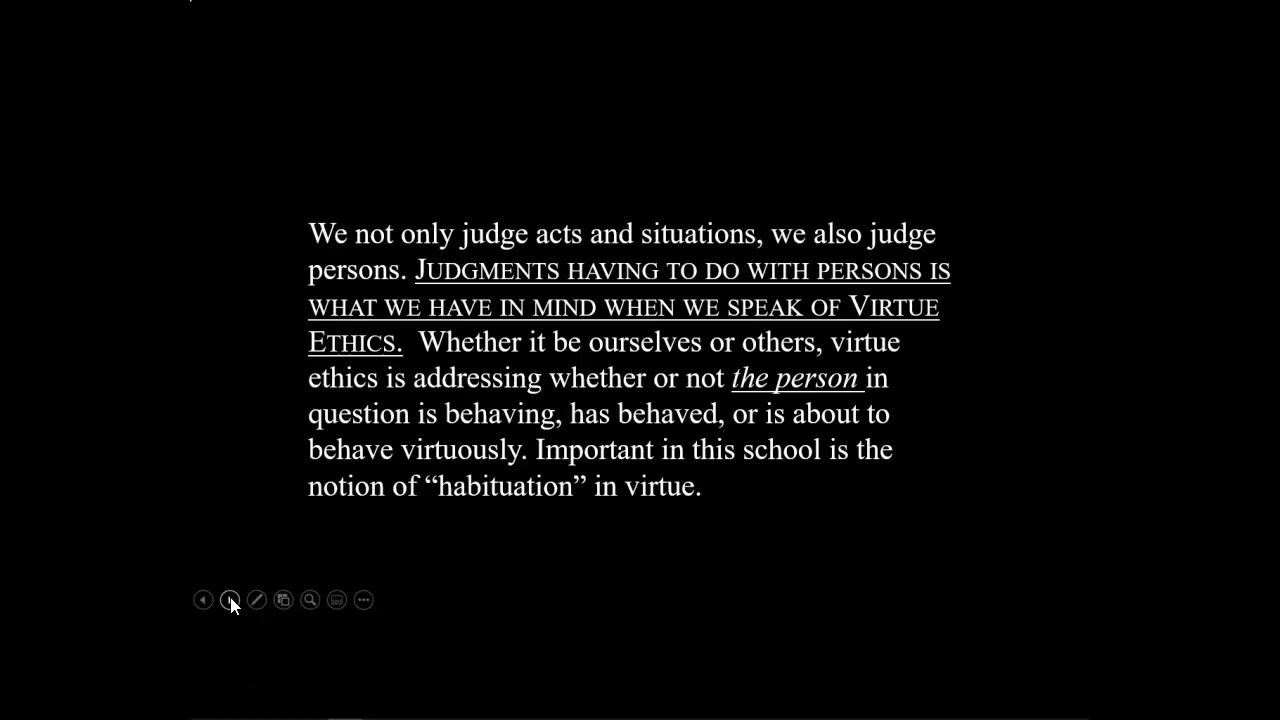 We not only judge acts and situations, we also judge
persons. JUDGMENTS HAVING TO DO WITH PERSONS IS
WHAT WE HAVE IN MIND WHEN WE SPEAK OF VIRTUE
ETHICS. Whether it be ourselves or others, virtue
ethics is addressing whether or not the person in
question is behaving, has behaved, or is about to
behave virtuously. Important in this school is the
notion of “habituation” in virtue.